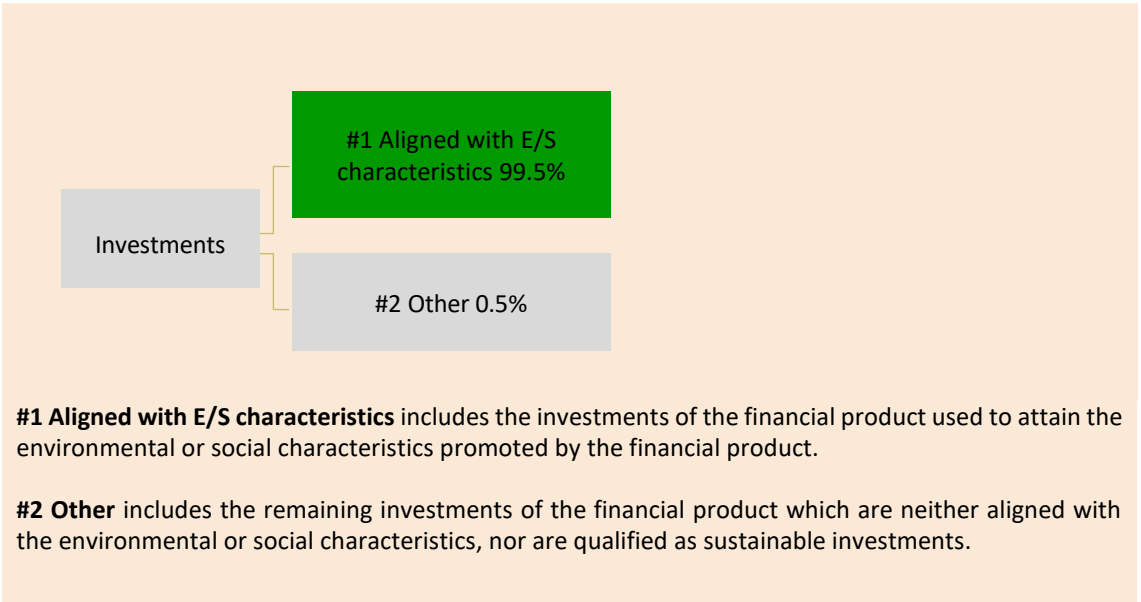 #1 Aligned with E/S
characteristics 99.5%
Investments
#2 Other 0.5%
#1 Aligned with E/S characteristics includes the investments of the financial product used to attain the
environmental or social characteristics promoted by the financial product.
#2 Other includes the remaining investments of the financial product which are neither aligned with
the environmental or social characteristics, nor are qualified as sustainable investments.